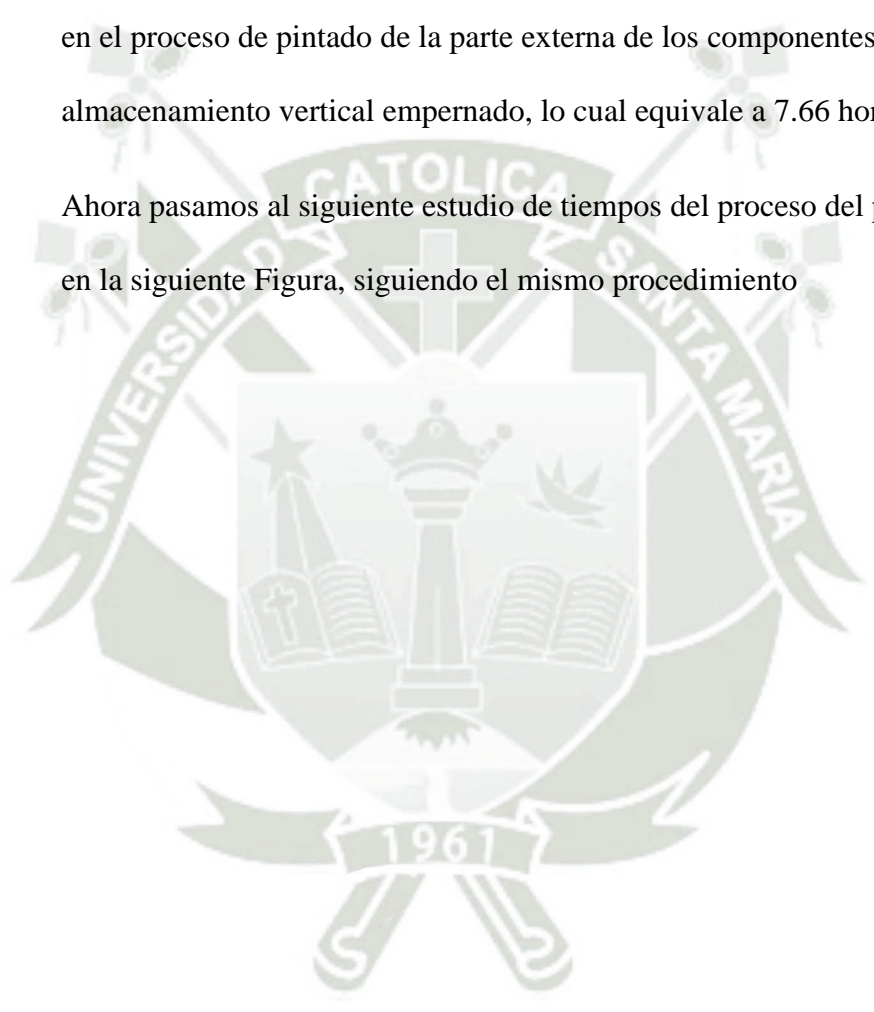 en el proceso de pintado de la parte externa de los componentes
almacenamiento vertical empernado, lo cual equivale a 7.66
Ahora pasamos al siguiente estudio de tiempos del proceso del
en la siguiente Figura, siguiendo el mismo procedimiento
UNIVERSIDAD CATOLICA SANTA MARIA
1961